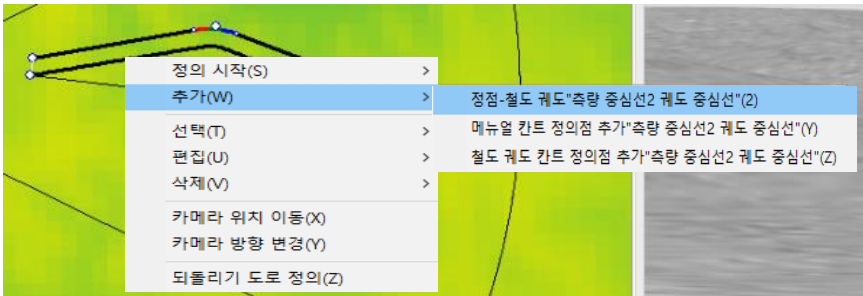 정의 시작(S)
추가(W)
선택(T)
편집(U)
삭제(V)
카메라 위치 이동(X)
카메라 방향 변경(Y)
되돌리기 도로 정의(Z)
정점-철도 궤도"측량 중심선2 궤도 중심선"(2)
메뉴얼 칸트 정의점 추가"측량 중심선2 궤도 중심선"(Y)
철도 궤도 칸트 정의점 추가"측량 중심선2 궤도 중심선"(Z)